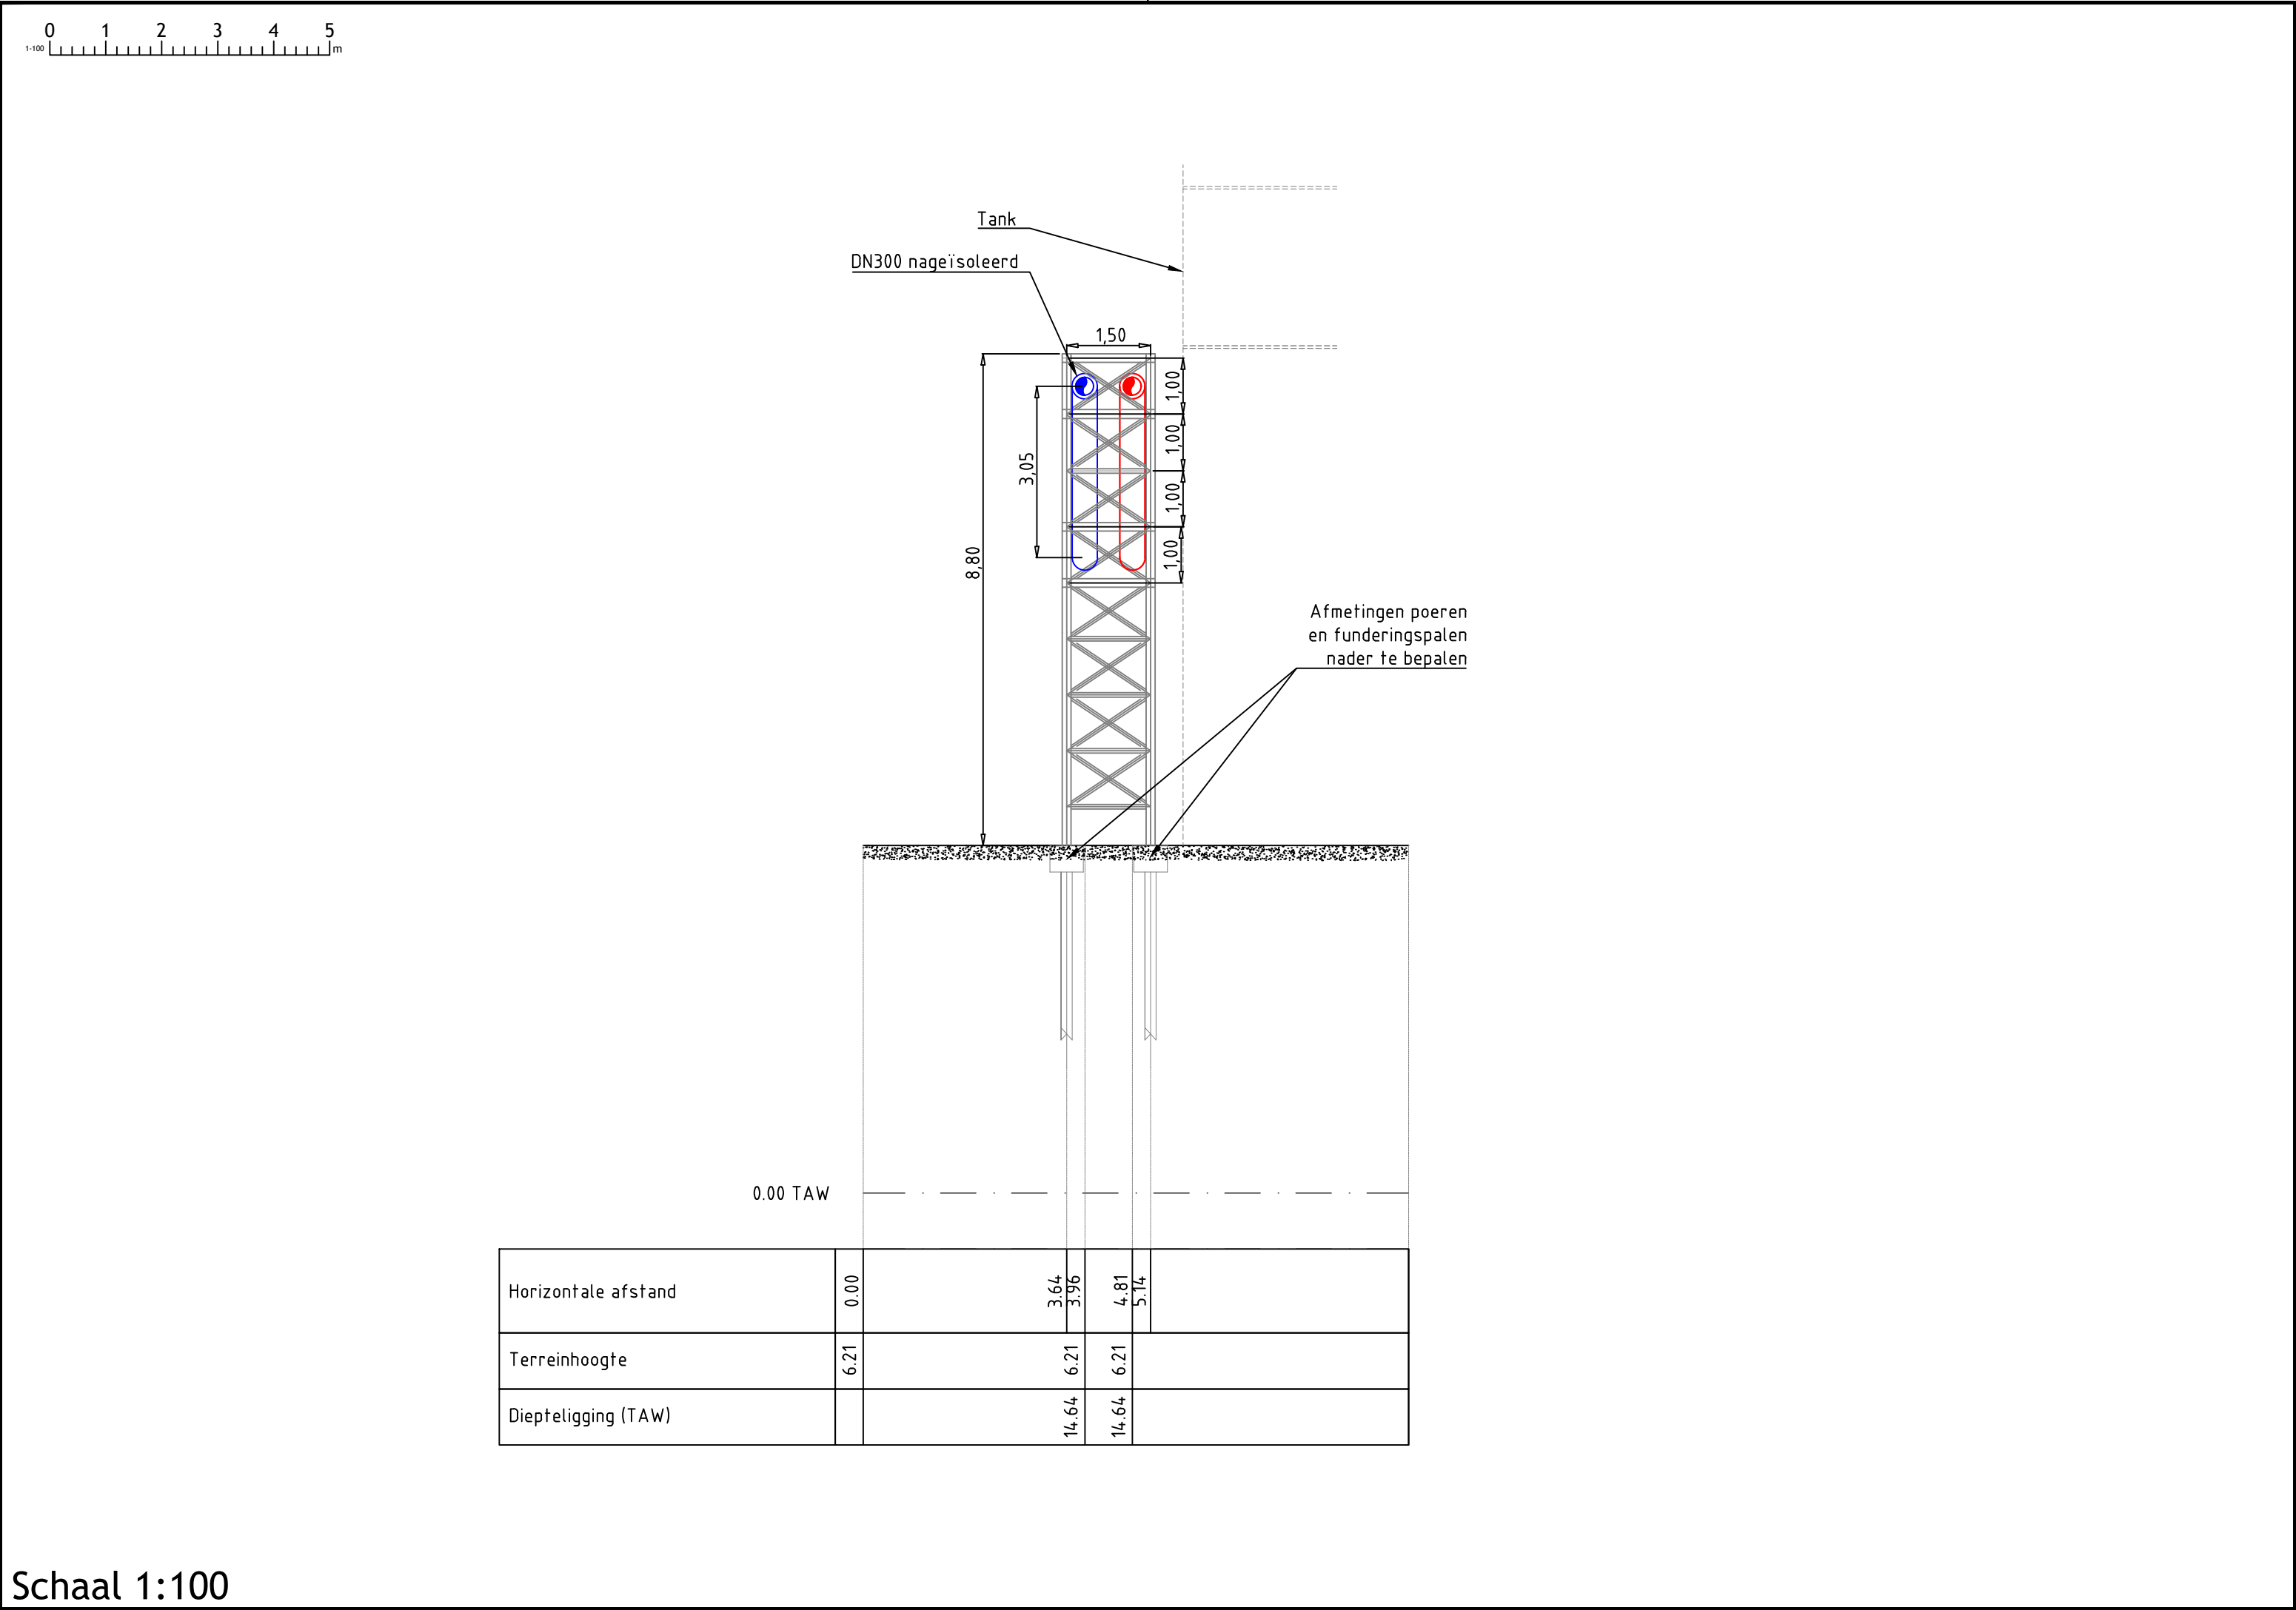 0 1 2 3 4 5
1-100 m
Tank
DN300 nageïsoleerd
1,50
1,00
1,00
1,00
1,00
3,05
8,80
Afmetingen poeren
en funderingspalen
nader te bepalen
0.00 TAW
Horizontale afstand 0.00 3.64 3.96 4.81 5.14
Terreinhoogte 6.21 6.21 6.21
Diepteligging (TAW) 14.64 14.64
Schaal 1:100